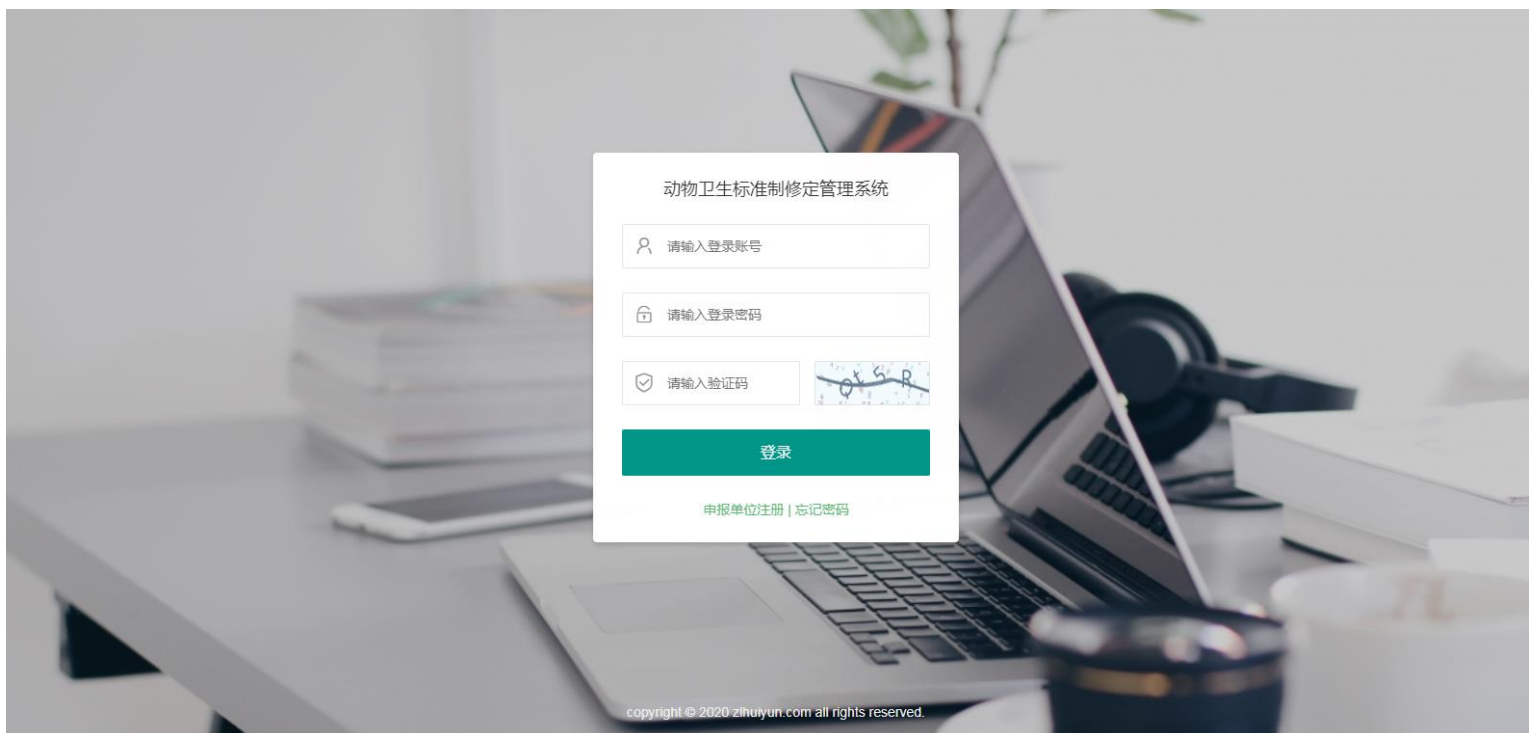 动物卫生标准制修定管理系统
请输入登录账号
请输入登录密码
请输入验证码
QtSR
登录
申报单位注册 | 忘记密码
copyright © 2020 zlhuiyun.com all rights reserved.